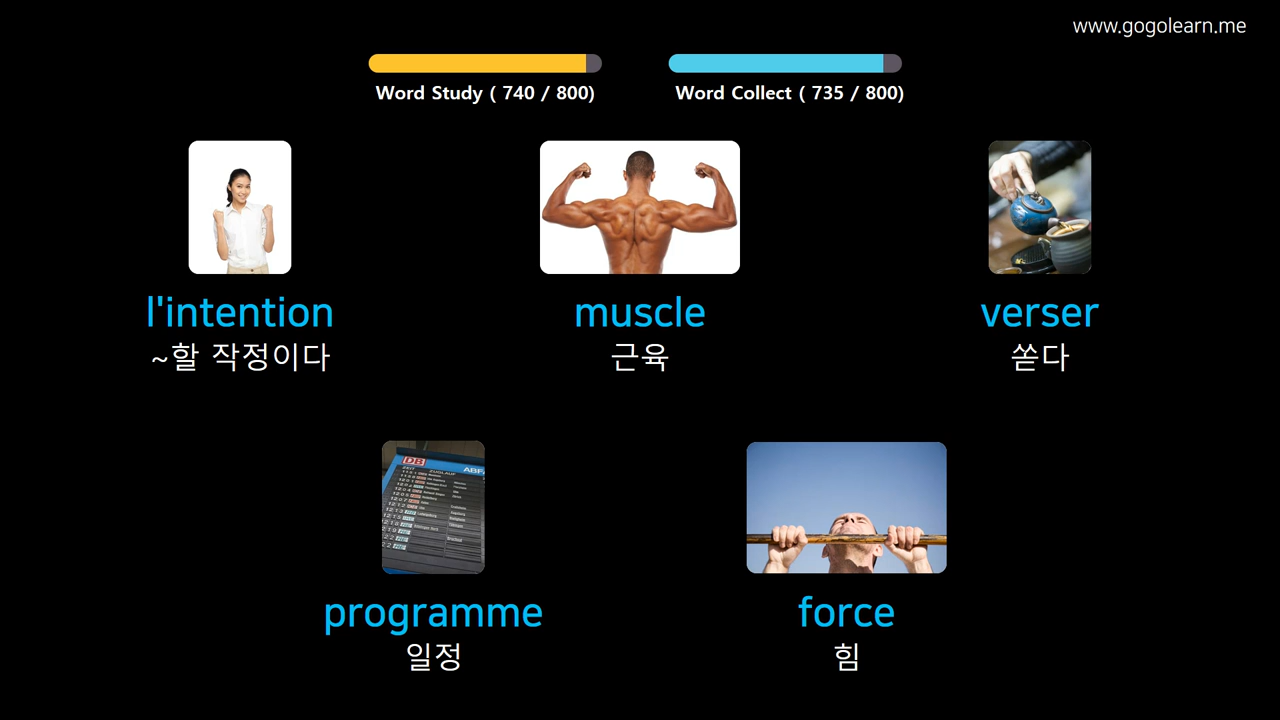 www.gogolearn.me
Word Study ( 740 / 800)
Word Collect ( 735 / 800)
l'intention
~할 작정이다
muscle
근육
verser
쏟다
DB
programme
일정
force
힘